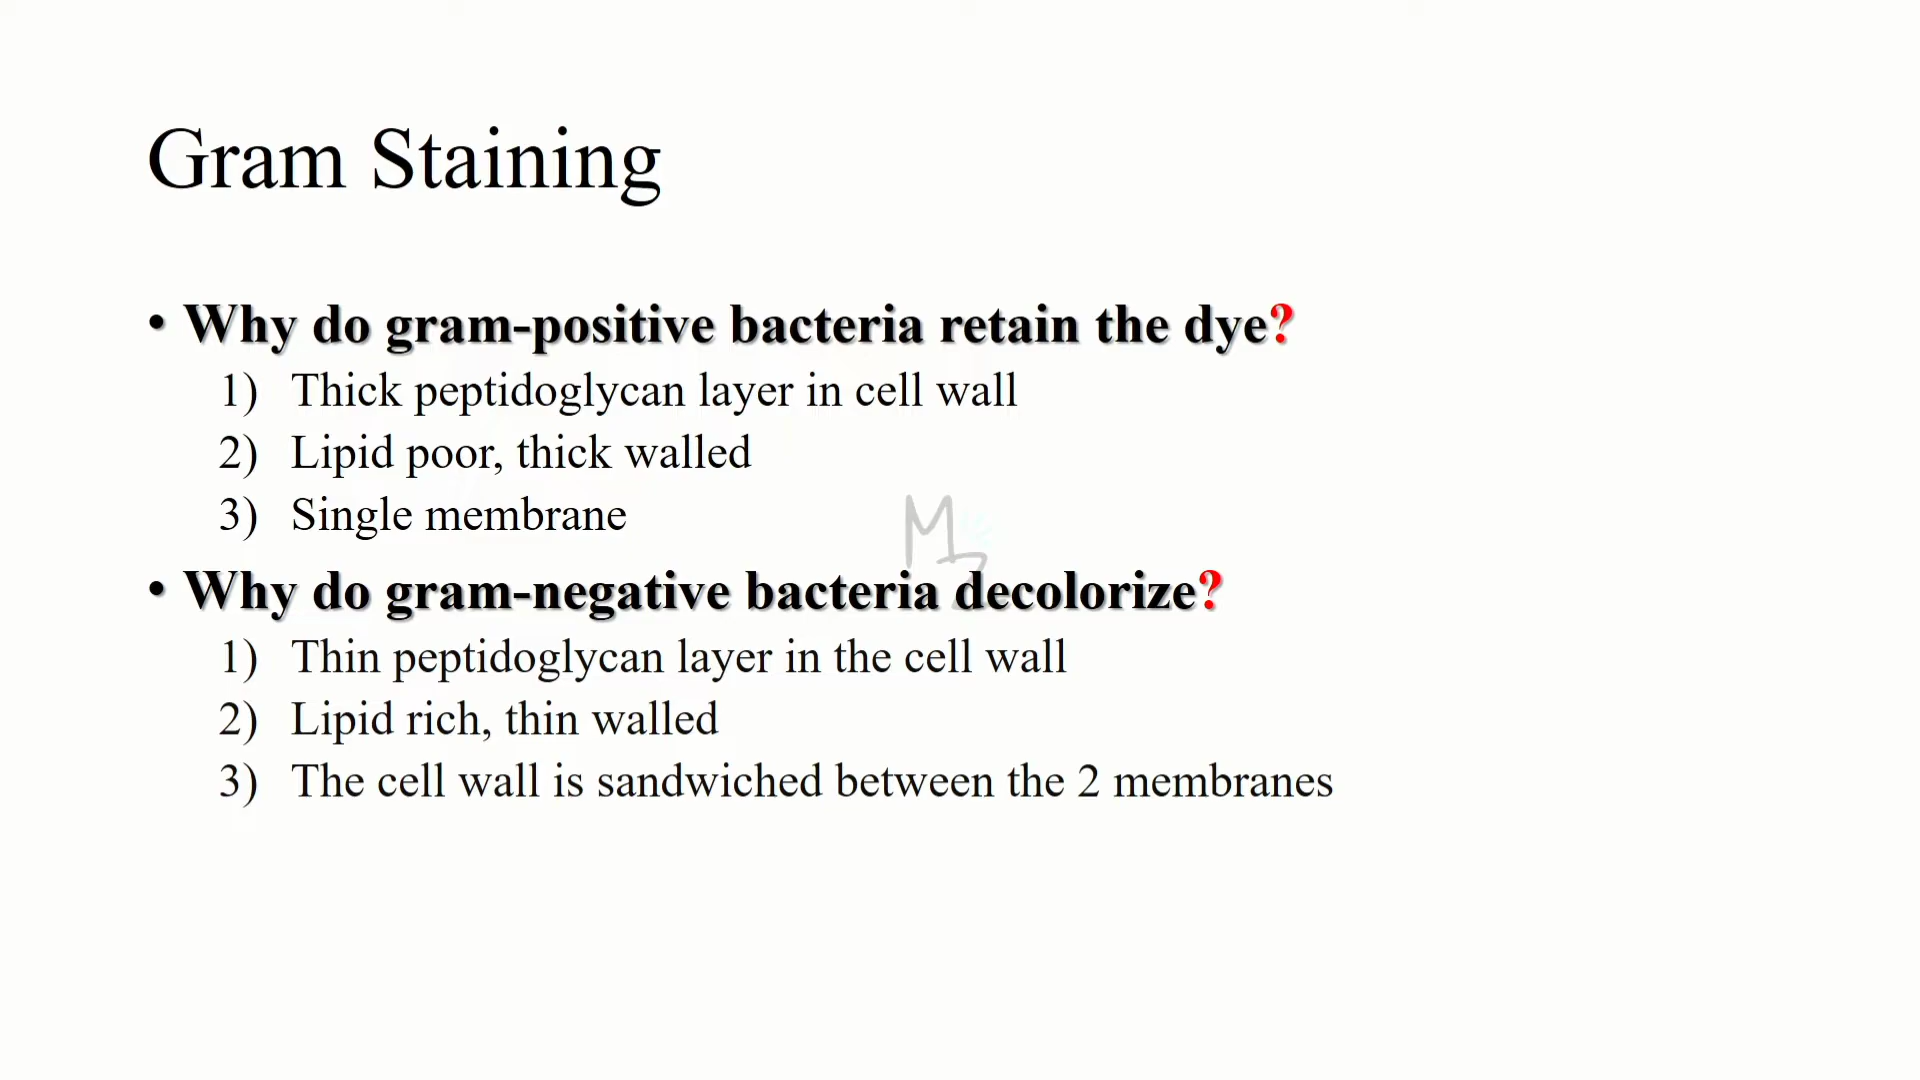 Gram Staining
• Why do gram-positive bacteria retain the dye?
1) Thick peptidoglycan layer in cell wall
2) Lipid poor, thick walled
3) Single membrane
• Why do gram-negative bacteria decolorize?
1) Thin peptidoglycan layer in the cell wall
2) Lipid rich, thin walled
3) The cell wall is sandwiched between the 2 membranes